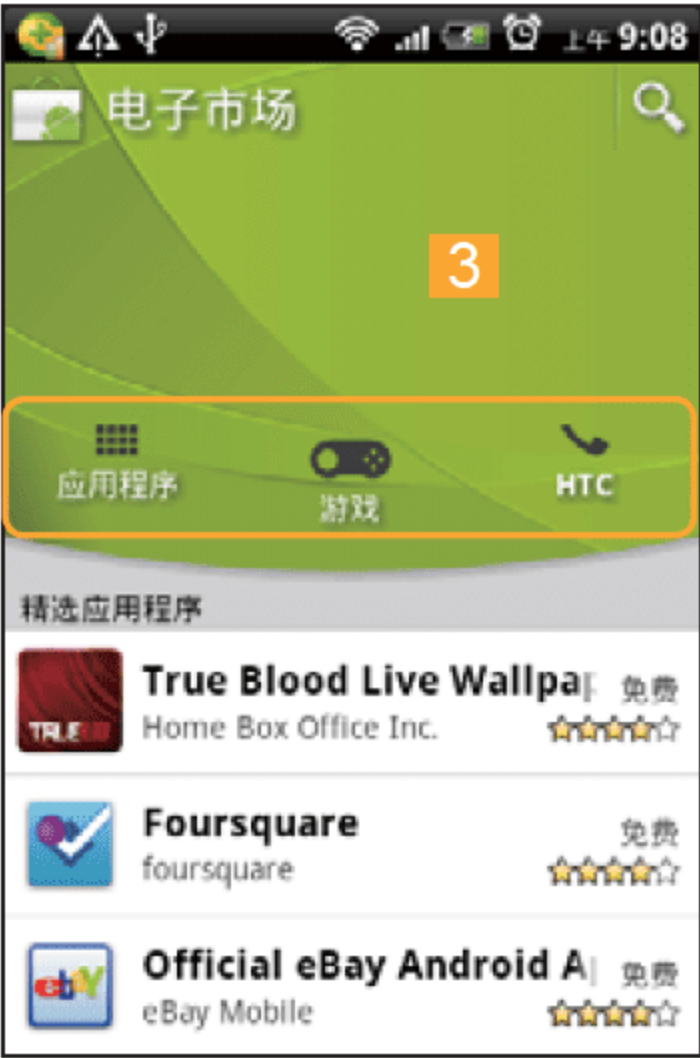 上午 9:08
电子市场
3
应用程序 游戏 HTC
精选应用程序
True Blood Live Wallpap 免费
Home Box Office Inc.
Foursquare 免费
foursquare
Official eBay Android A 免费
eBay Mobile
ebY